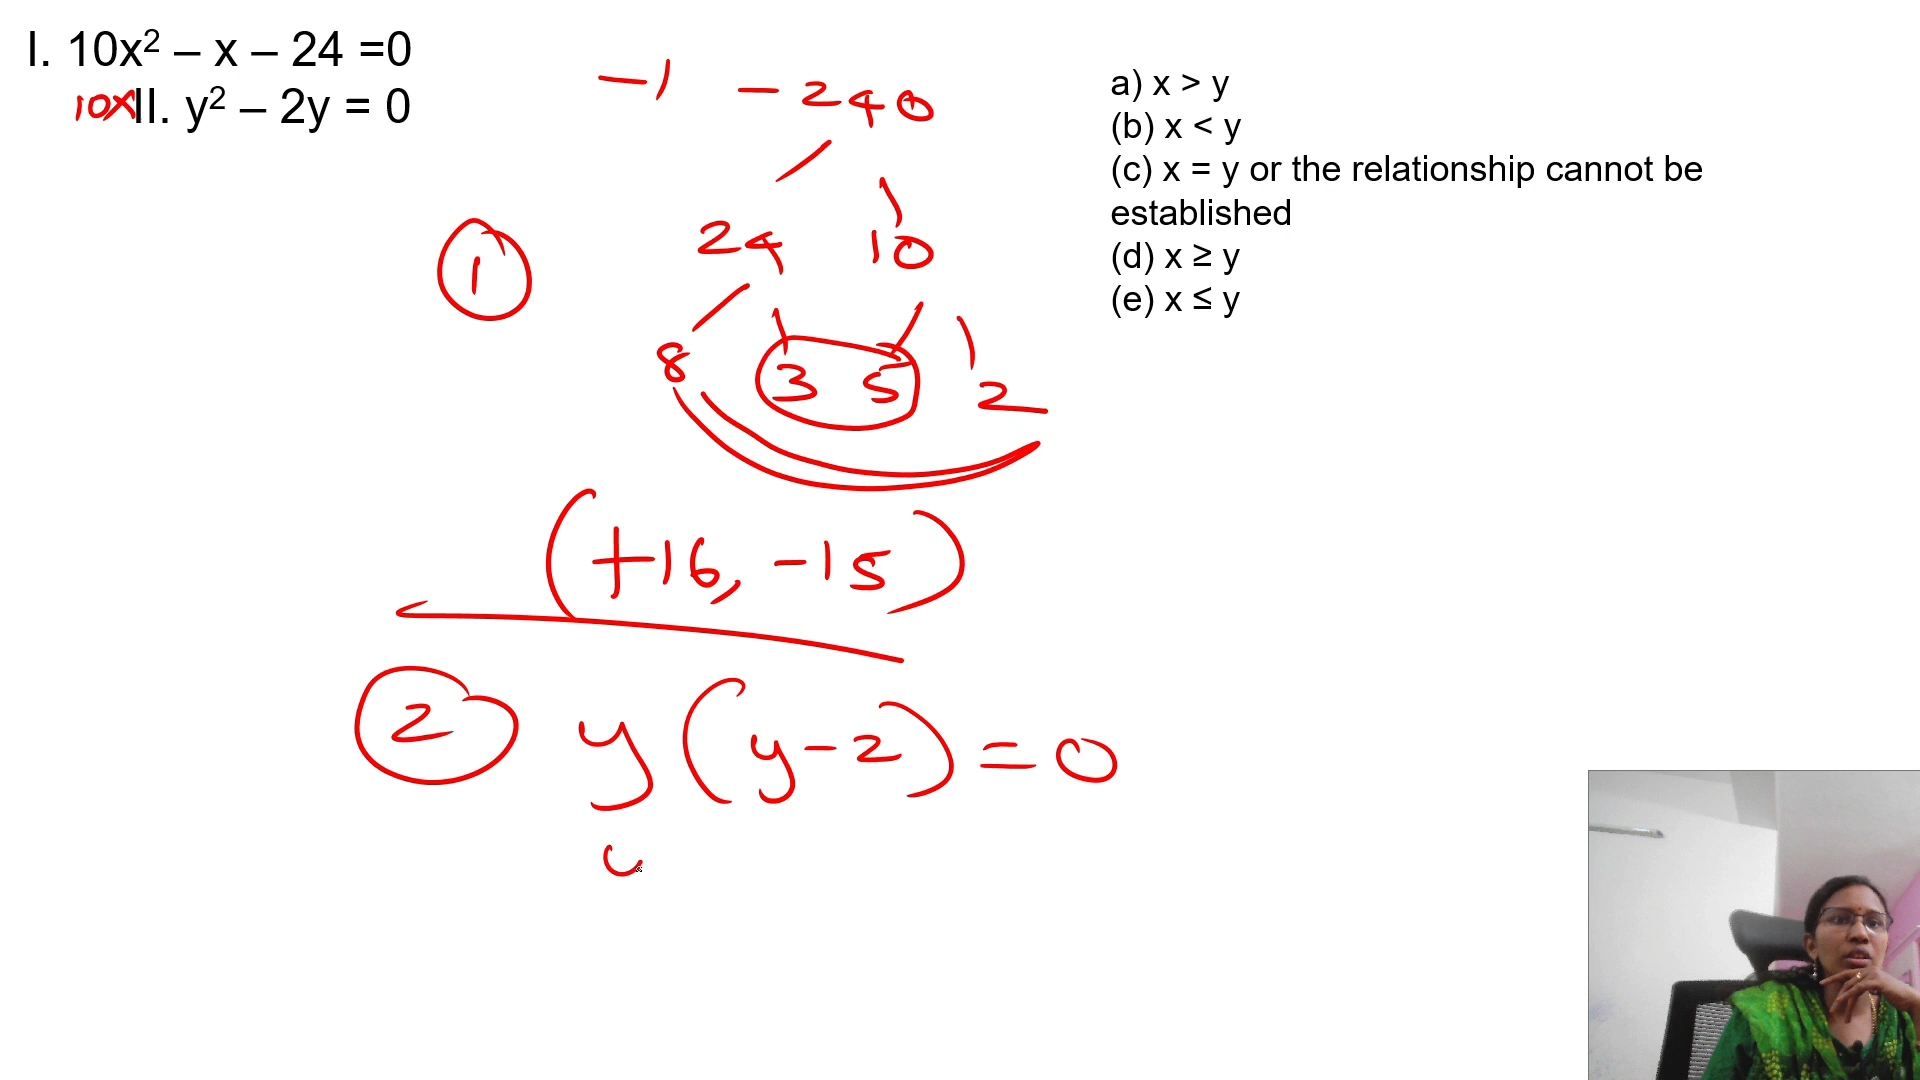 I. 10x² – x – 24 =0
10x II. y² – 2y = 0
a) x > y
(b) x < y
(c) x = y or the relationship cannot be
established
(d) x ≥ y
(e) x ≤ y
-1 -240
24 10
1
8 3 5 2
(+16, -15)
2 y(y-2)=0